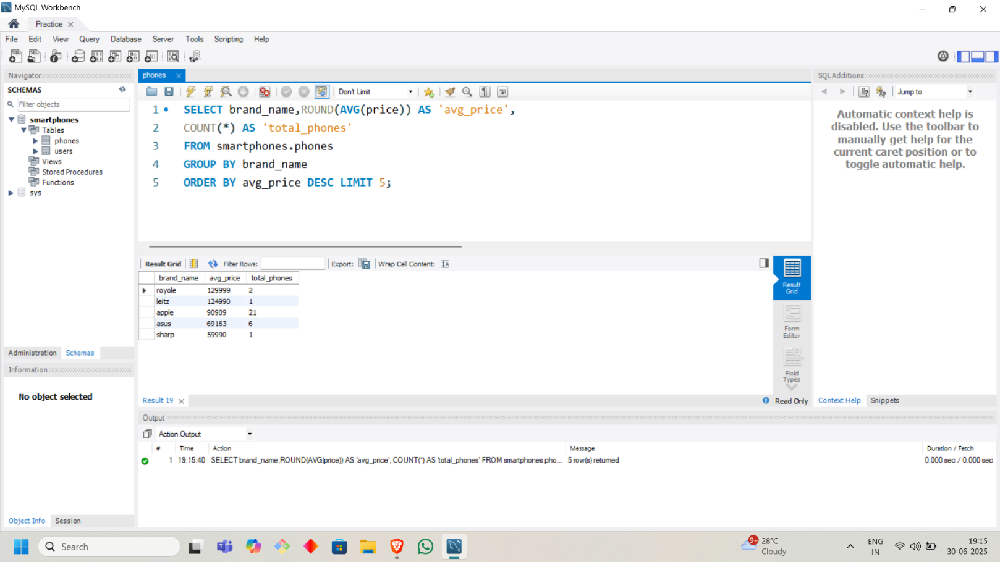 MySQL Workbench
Practice
File Edit View Query Database Server Tools Scripting Help
Navigator
SCHEMAS
Filter objects
smartphones
Tables
phones
users
Views
Stored Procedures
Functions
sys
Administration Schemas
Information
No object selected
Object Info Session
phones
Don't Limit
1 SELECT brand_name,ROUND(AVG(price)) AS 'avg_price',
2 COUNT(*) AS 'total_phones'
3 FROM smartphones.phones
4 GROUP BY brand_name
5 ORDER BY avg_price DESC LIMIT 5;
Result Grid Filter Rows: Export: Wrap Cell Content:
brand_name avg_price total_phones
royole 129999 2
leitz 124990 1
apple 90909 21
asus 69163 6
sharp 59990 1
Result Grid
Form Editor
Field Types
Result 19
Read Only
SQLAdditions
Jump to
Automatic context help is
disabled. Use the toolbar to
manually get help for the
current caret position or to
toggle automatic help.
Context Help Snippets
Output
Action Output
# Time Action Message Duration / Fetch
1 19:15:40 SELECT brand_name,ROUND(AVG(price)) AS 'avg_price', COUNT(*) AS 'total_phones' FROM smartphones.pho... 5 row(s) returned 0.000 sec / 0.000 sec
Search
9+
28°C
Cloudy
ENG
IN
19:15
30-06-2025